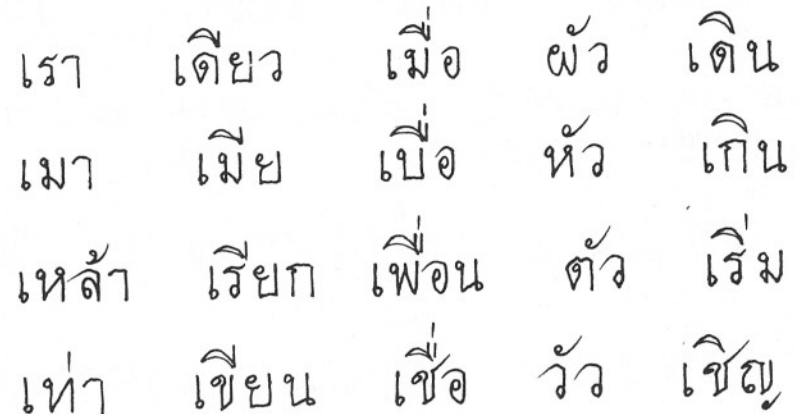 เรา เดียว เมื่อ ผัว เดิน
เมา เมีย เบื่อ หัว เกิน
เหล้า เรียก เพื่อน ตัว เริ่ม
เท่า เขียน เชื่อ วัว เชิญ